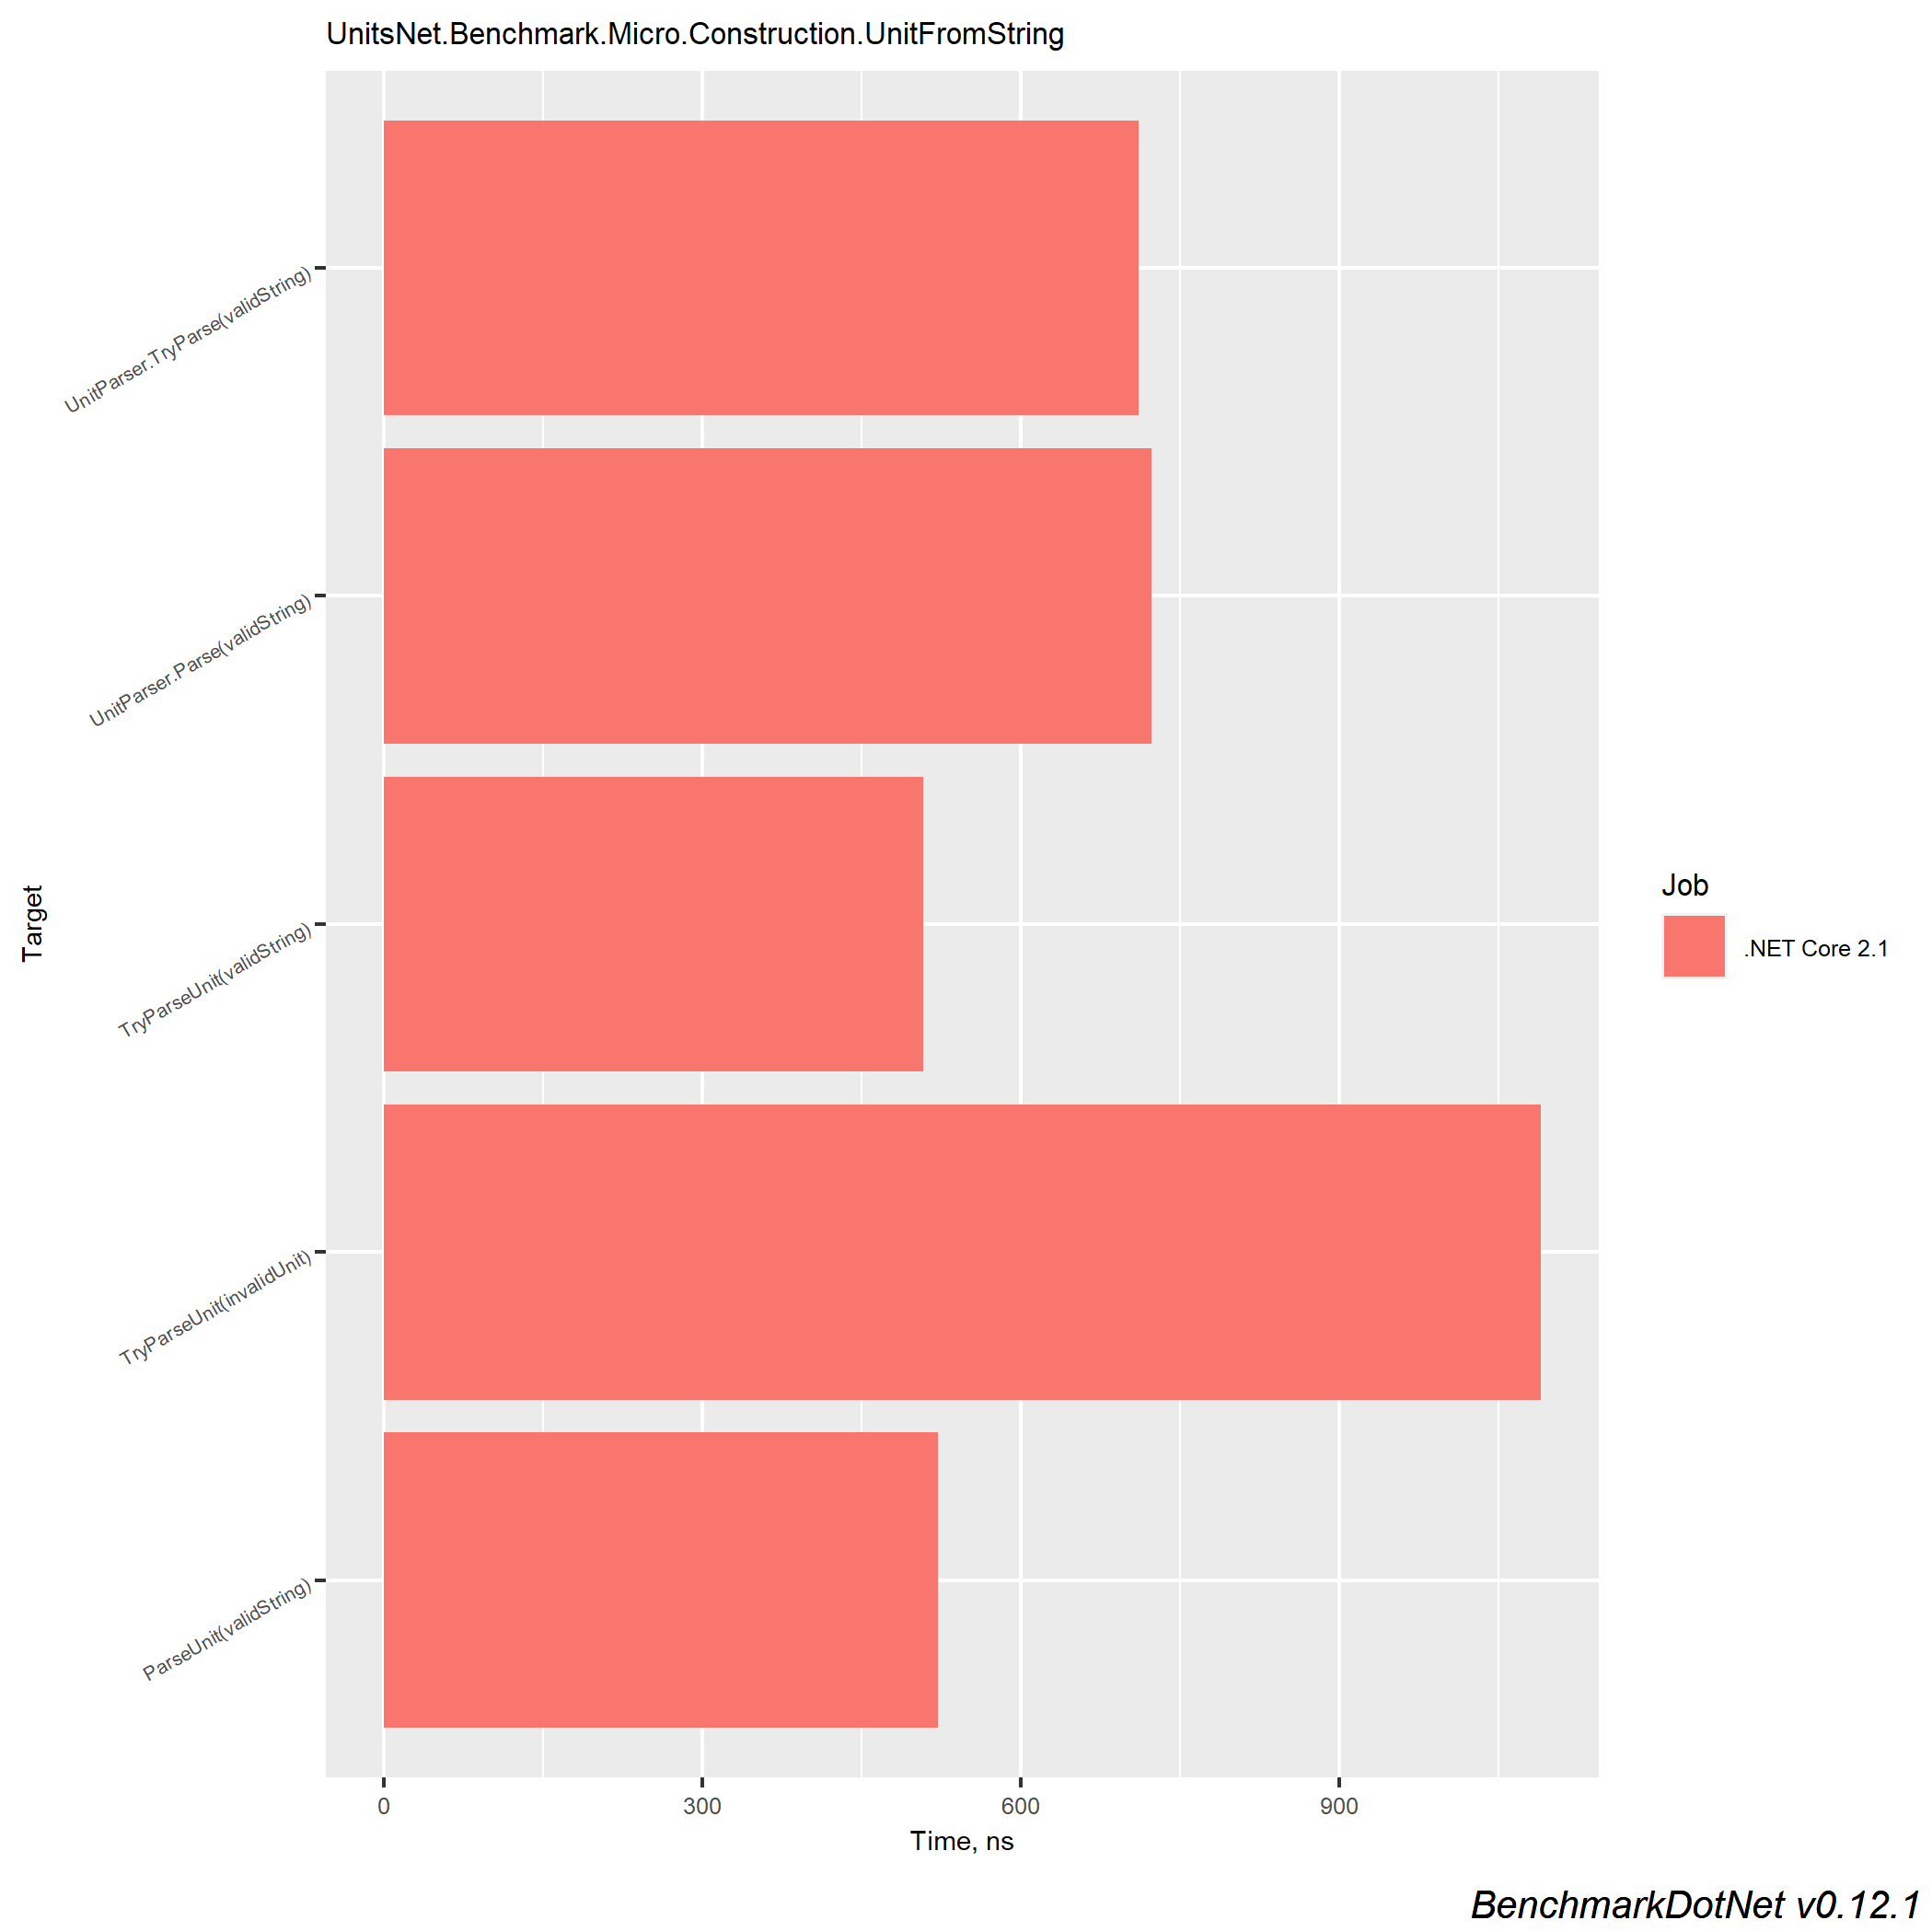 UnitsNet.Benchmark.Micro.Construction.UnitFromString
Target
UnitParser.TryParse(validString)
UnitParser.Parse(validString)
TryParseUnit(validString)
TryParseUnit(invalidUnit)
ParseUnit(validString)
0 300 600 900
Time, ns
Job
.NET Core 2.1
BenchmarkDotNet v0.12.1